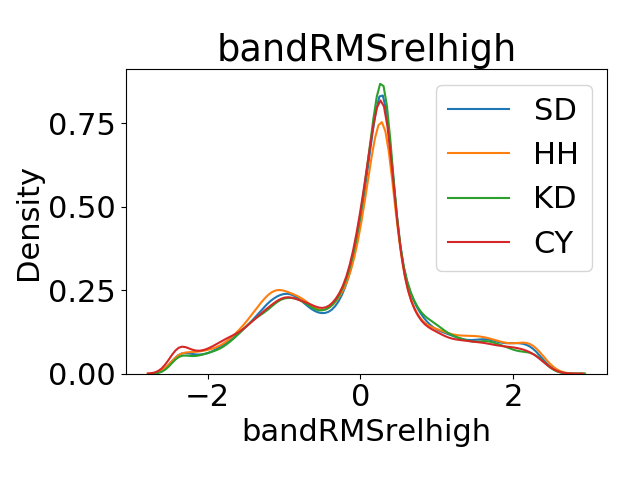 bandRMSrelhigh
Density
0.75
0.50
0.25
0.00
−2
0
2
bandRMSrelhigh
SD
HH
KD
CY